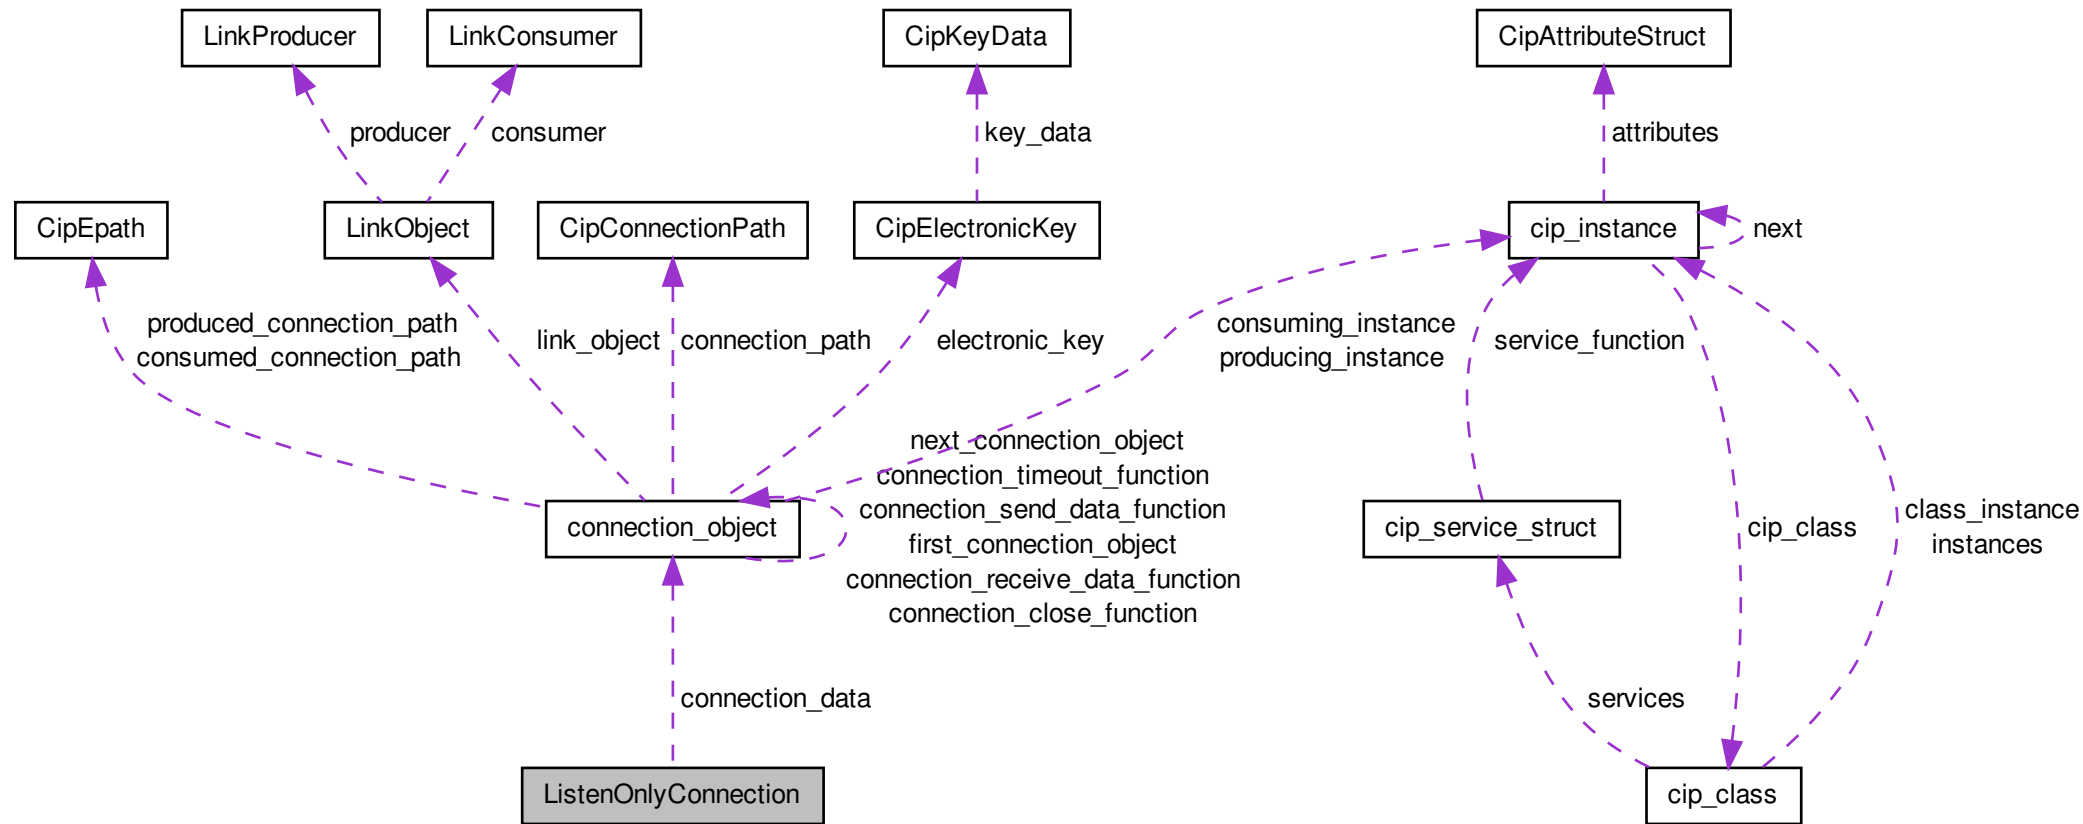 LinkProducer
LinkConsumer
CipKeyData
CipAttributeStruct
producer
consumer
key_data
attributes
CipEpath
LinkObject
CipConnectionPath
CipElectronicKey
cip_instance
next
produced_connection_path
consumed_connection_path
link_object
connection_path
electronic_key
consuming_instance
producing_instance
service_function
next_connection_object
connection_timeout_function
connection_send_data_function
first_connection_object
connection_receive_data_function
connection_close_function
connection_object
cip_service_struct
cip_class
class_instance
instances
connection_data
services
ListenOnlyConnection
cip_class